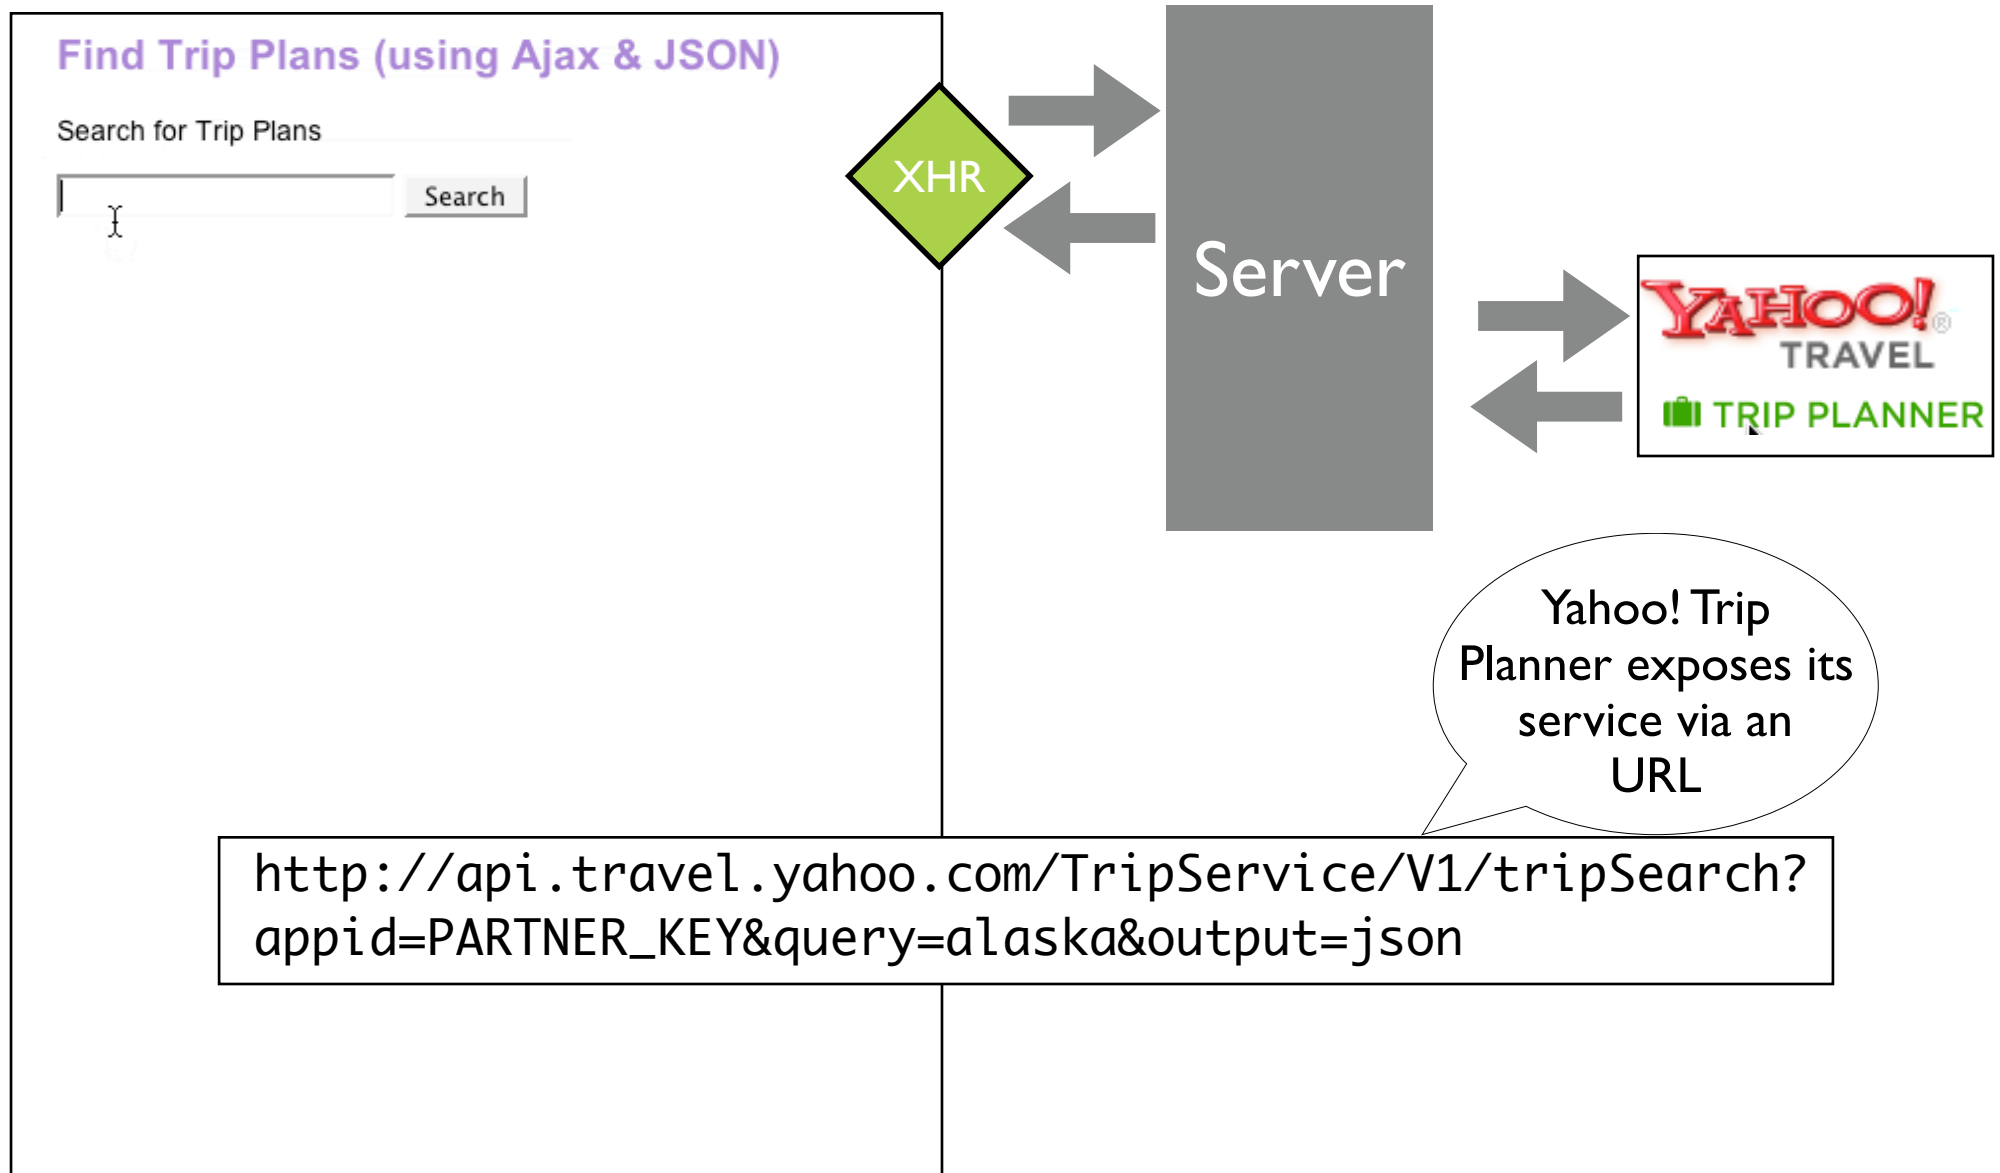 Find Trip Plans (using Ajax & JSON)
Search for Trip Plans
Search
XHR
Server
YAHOO!®
TRAVEL
TRIP PLANNER
Yahoo! Trip
Planner exposes its
service via an
URL
http://api.travel.yahoo.com/TripService/V1/tripSearch?
appid=PARTNER_KEY&query=alaska&output=json